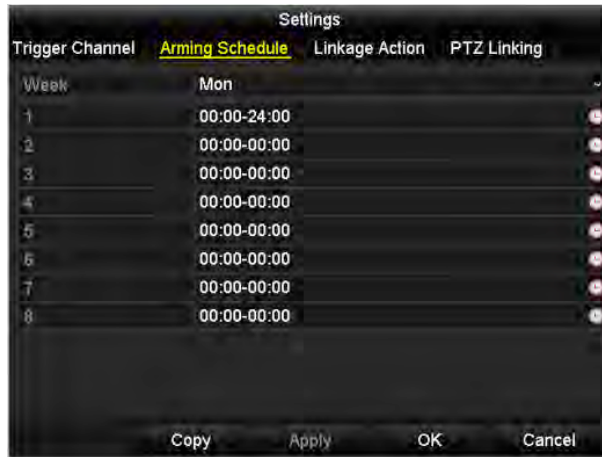 Settings
Trigger Channel Arming Schedule Linkage Action PTZ Linking
Week Mon
1 00:00-24:00
2 00:00-00:00
3 00:00-00:00
4 00:00-00:00
5 00:00-00:00
6 00:00-00:00
7 00:00-00:00
8 00:00-00:00
Copy Apply OK Cancel